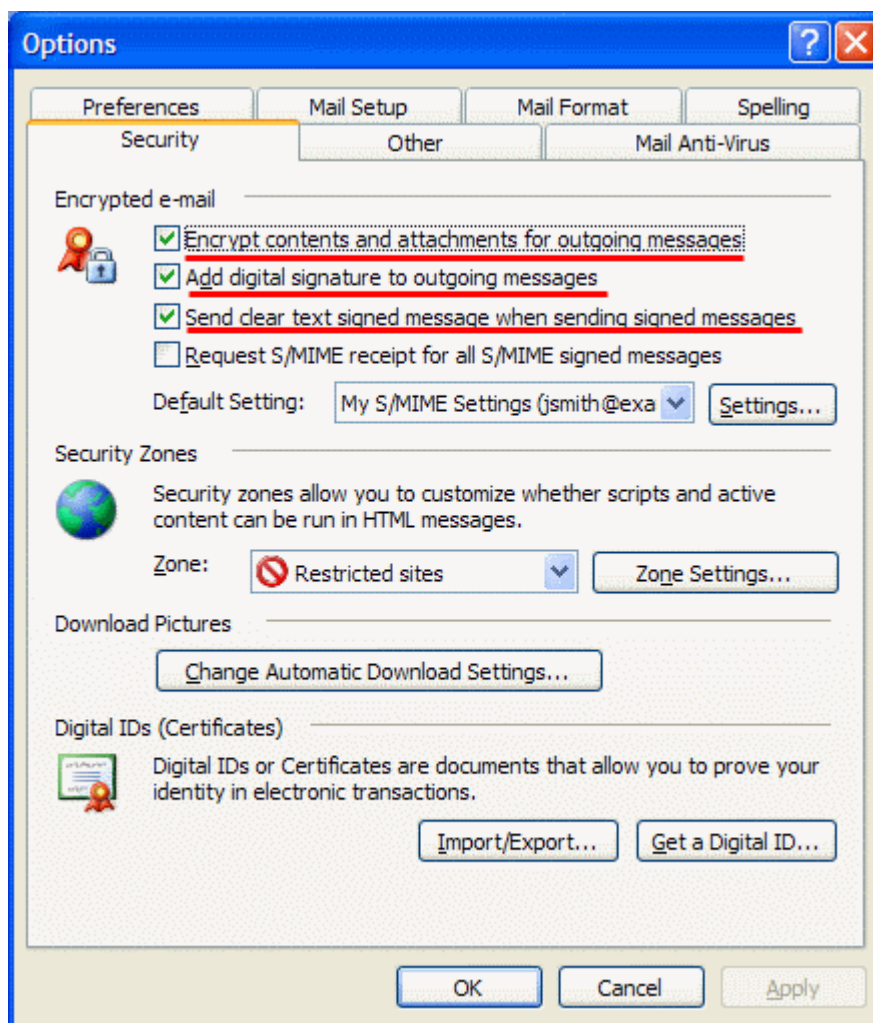 Options
Preferences
Mail Setup
Mail Format
Spelling
Security
Other
Mail Anti-Virus
Encrypted e-mail
Encrypt contents and attachments for outgoing messages
Add digital signature to outgoing messages
Send clear text signed message when sending signed messages
Request S/MIME receipt for all S/MIME signed messages
Default Setting:
My S/MIME Settings (jsmith@exa
Settings...
Security Zones
Security zones allow you to customize whether scripts and active
content can be run in HTML messages.
Zone:
Restricted sites
Zone Settings...
Download Pictures
Change Automatic Download Settings...
Digital IDs (Certificates)
Digital IDs or Certificates are documents that allow you to prove your
identity in electronic transactions.
Import/Export...
Get a Digital ID...
OK
Cancel
Apply